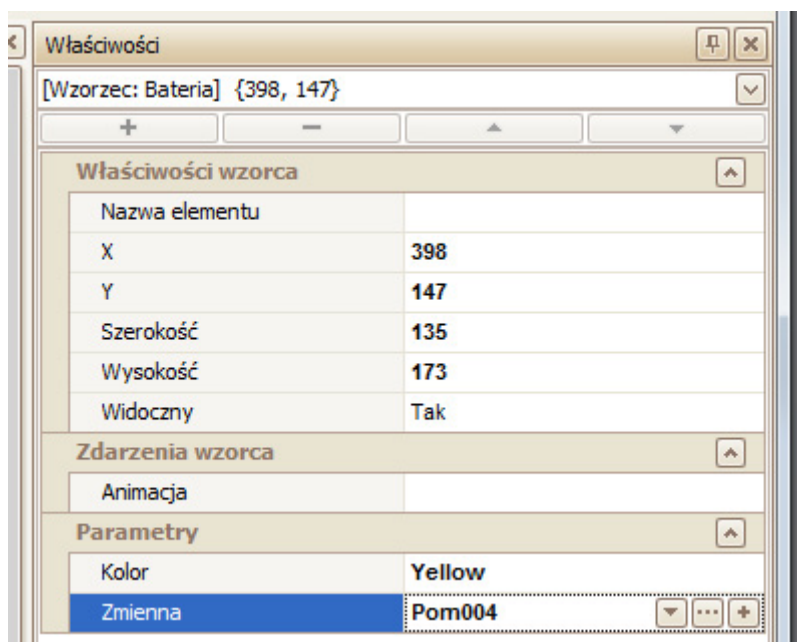 Właściwości
[Wzorzec: Bateria] {398, 147}
Właściwości wzorca
Nazwa elementu
X 398
Y 147
Szerokość 135
Wysokość 173
Widoczny Tak
Zdarzenia wzorca
Animacja
Parametry
Kolor Yellow
Zmienna Pom004